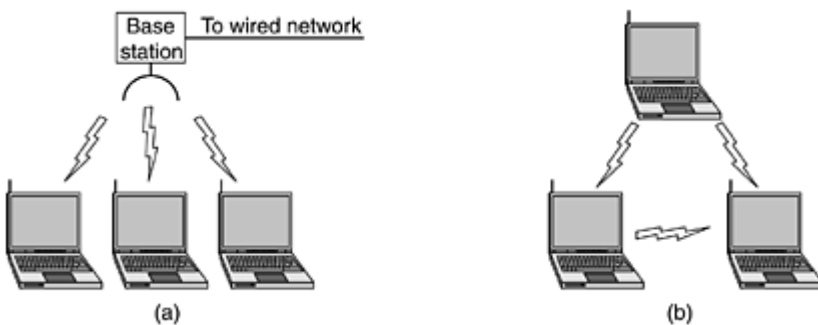 Base
station
To wired network
(a)
(b)